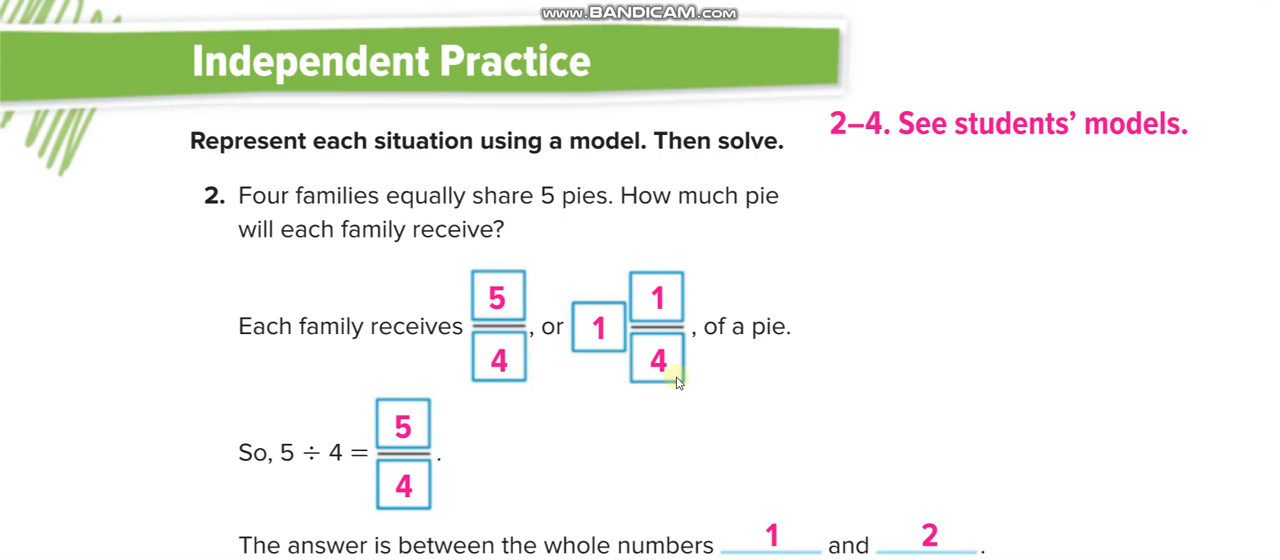 www.BANDICAM.com
Independent Practice
2–4. See students' models.
Represent each situation using a model. Then solve.
2. Four families equally share 5 pies. How much pie
will each family receive?
Each family receives 5/4, or 1 1/4, of a pie.
So, 5 ÷ 4 = 5/4.
The answer is between the whole numbers 1 and 2.